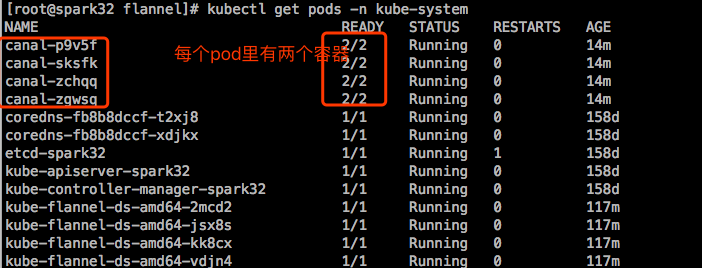 [root@spark32 flannel]# kubectl get pods -n kube-system
NAME READY STATUS RESTARTS AGE
canal-p9v5f 2/2 Running 0 14m
canal-sksfk 2/2 Running 0 14m
canal-zchqq 2/2 Running 0 14m
canal-zgwsq 2/2 Running 0 14m
每个pod里有两个容器
coredns-fb8b8dccf-t2xj8 1/1 Running 0 158d
coredns-fb8b8dccf-xdjkx 1/1 Running 0 158d
etcd-spark32 1/1 Running 1 158d
kube-apiserver-spark32 1/1 Running 0 158d
kube-controller-manager-spark32 1/1 Running 0 158d
kube-flannel-ds-amd64-2mcd2 1/1 Running 0 117m
kube-flannel-ds-amd64-jsx8s 1/1 Running 0 117m
kube-flannel-ds-amd64-kk8cx 1/1 Running 0 117m
kube-flannel-ds-amd64-vdjn4 1/1 Running 0 117m